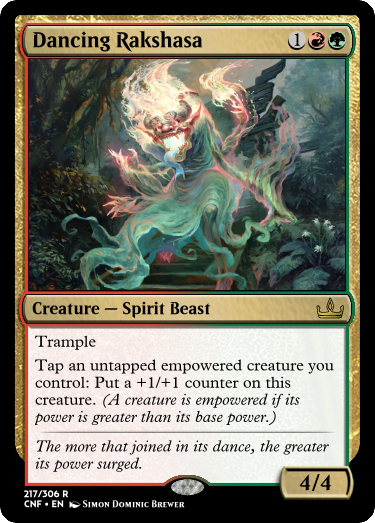 Dancing Rakshasa 1
Creature — Spirit Beast
Trample
Tap an untapped empowered creature you
control: Put a +1/+1 counter on this
creature. (A creature is empowered if its
power is greater than its base power.)
The more that joined in its dance, the greater
its power surged.
4/4
217/306 R
CNF • EN Simon Dominic Brewer